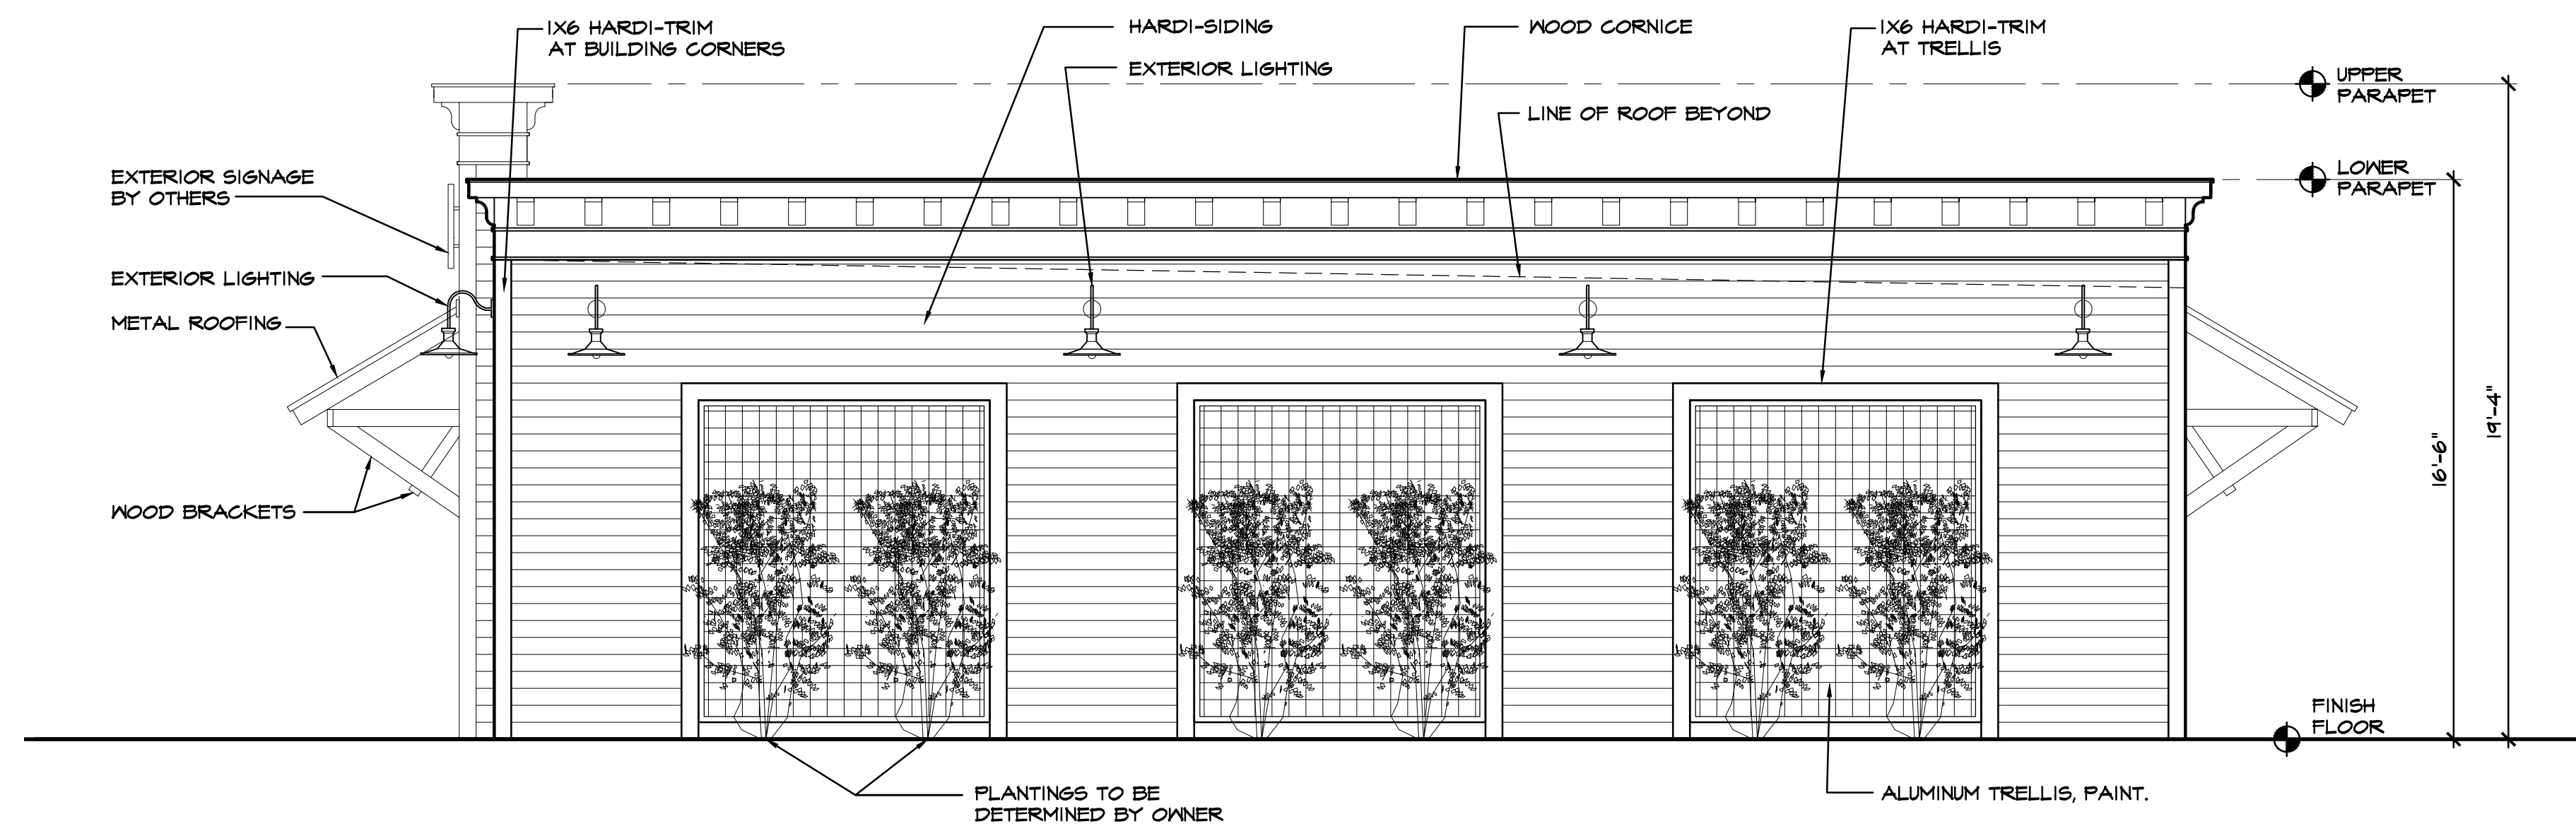 1X6 HARDI-TRIM
AT BUILDING CORNERS
HARDI-SIDING
EXTERIOR LIGHTING
WOOD CORNICE
LINE OF ROOF BEYOND
1X6 HARDI-TRIM
AT TRELLIS
UPPER
PARAPET
LOWER
PARAPET
EXTERIOR SIGNAGE
BY OTHERS
EXTERIOR LIGHTING
METAL ROOFING
WOOD BRACKETS
16'-6"
19'-4"
FINISH
FLOOR
PLANTINGS TO BE
DETERMINED BY OWNER
ALUMINUM TRELLIS, PAINT.